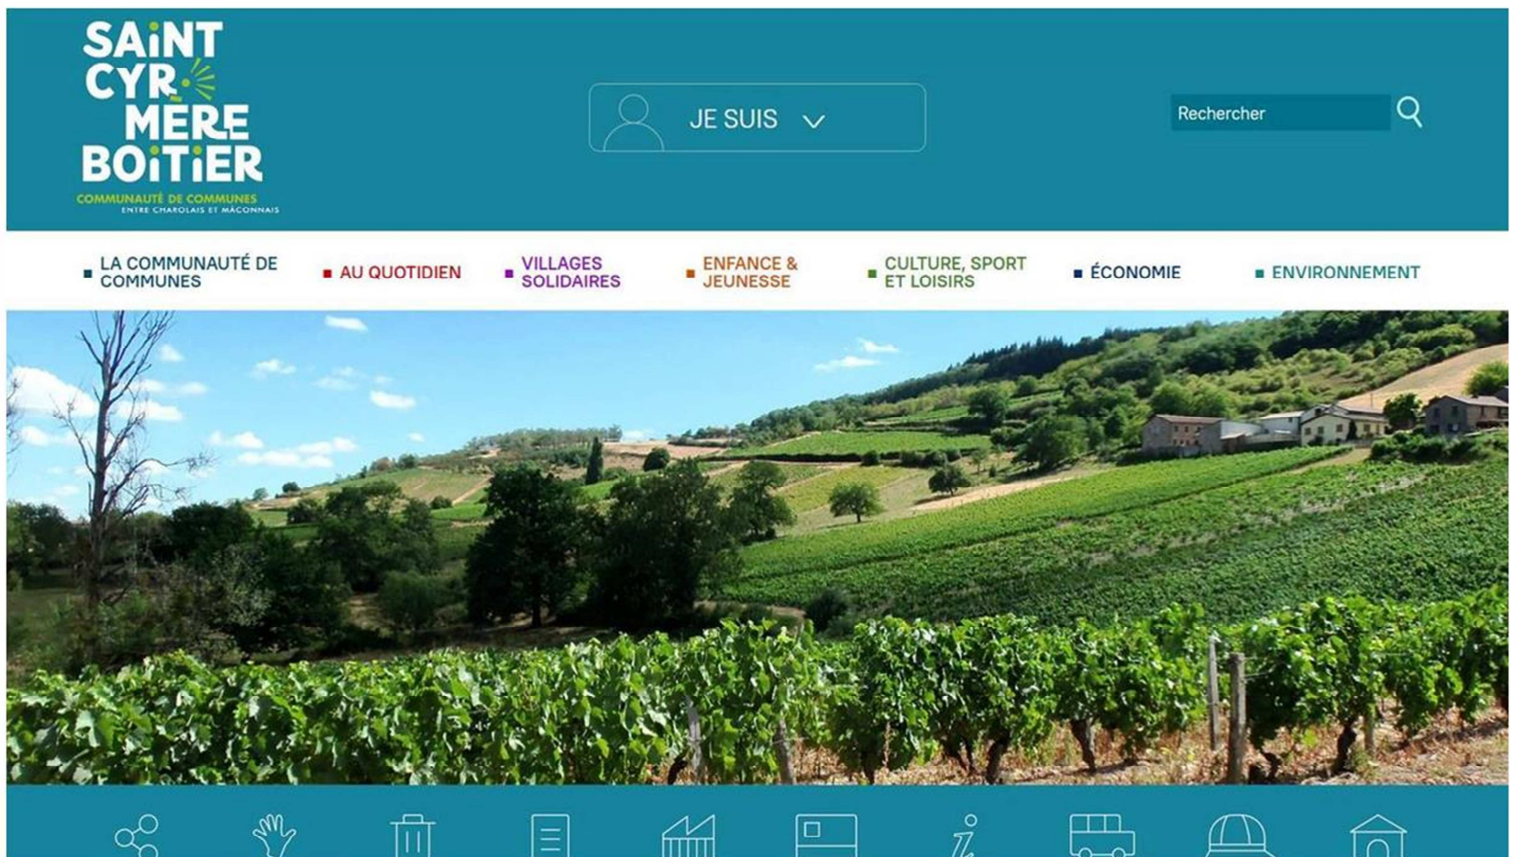 SAiNT
CYR
MÈRE
BOiTiER
COMMUNAUTÉ DE COMMUNES
ENTRE CHAROLAIS ET MÂCONNAIS
JE SUIS
Rechercher
LA COMMUNAUTÉ DE
COMMUNES
AU QUOTIDIEN
VILLAGES
SOLIDAIRES
ENFANCE &
JEUNESSE
CULTURE, SPORT
ET LOISIRS
ÉCONOMIE
ENVIRONNEMENT